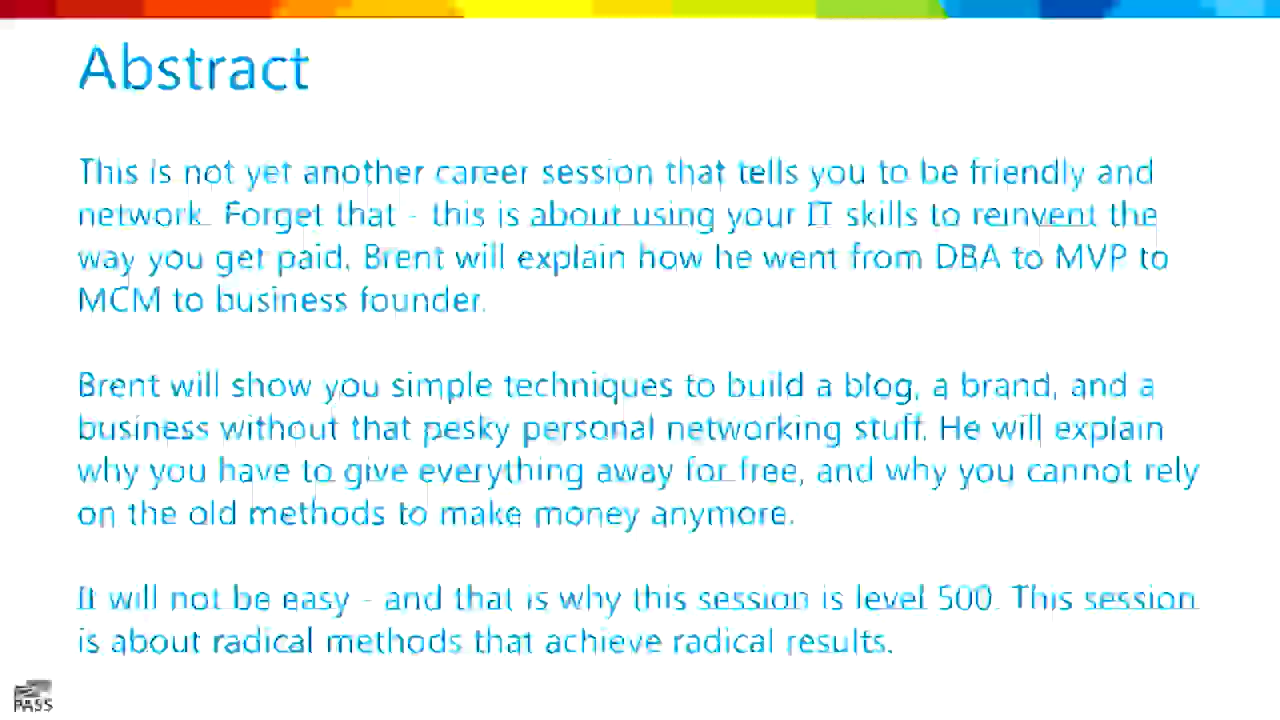 Abstract
This is not yet another career session that tells you to be friendly and
network. Forget that - this is about using your IT skills to reinvent the
way you get paid. Brent will explain how he went from DBA to MVP to
MCM to business founder.
Brent will show you simple techniques to build a blog, a brand, and a
business without that pesky personal networking stuff. He will explain
why you have to give everything away for free, and why you cannot rely
on the old methods to make money anymore.
It will not be easy - and that is why this session is level 500. This session
is about radical methods that achieve radical results.
PASS